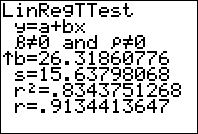 LinRegTTest
y=a+bx
β≠0 and ρ≠0
↑b=26.31860776
s=15.63798068
r²=.8343751268
r=.9134413647